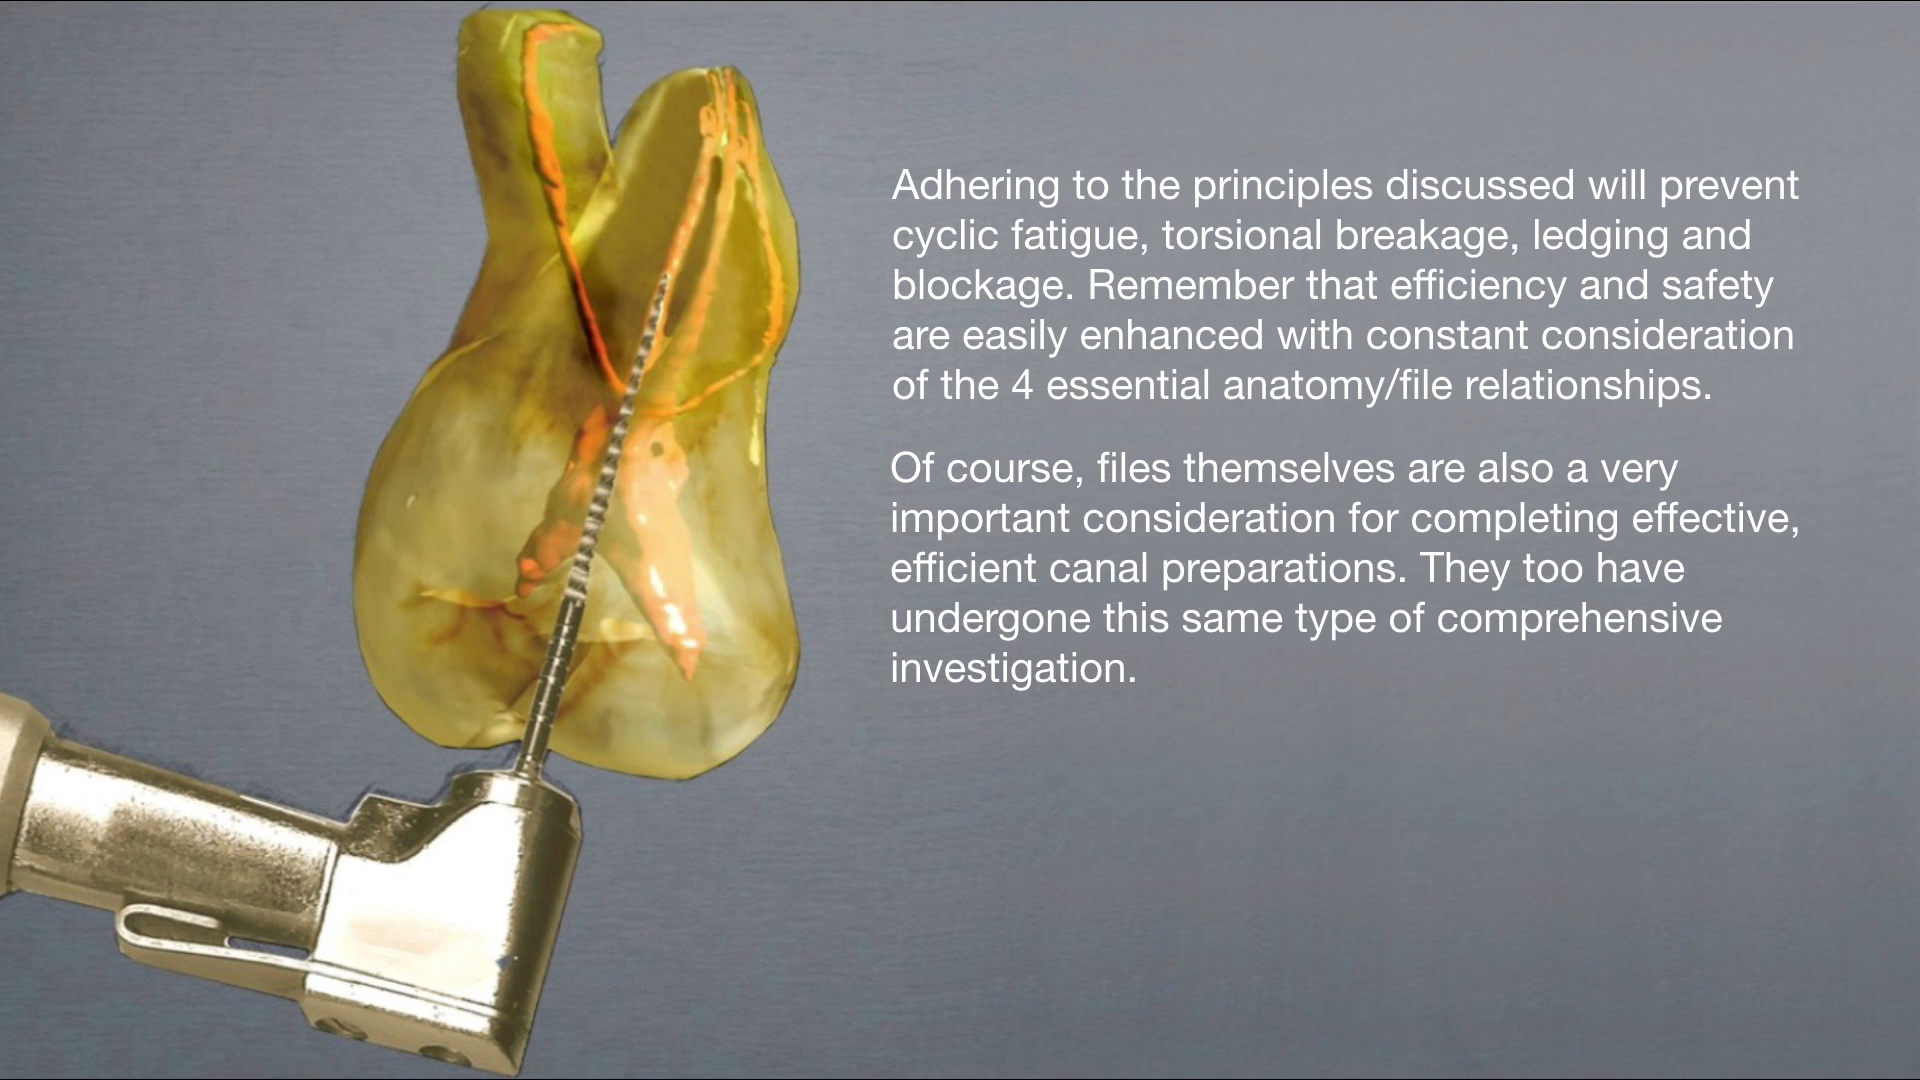 Adhering to the principles discussed will prevent
cyclic fatigue, torsional breakage, ledging and
blockage. Remember that efficiency and safety
are easily enhanced with constant consideration
of the 4 essential anatomy/file relationships.
Of course, files themselves are also a very
important consideration for completing effective,
efficient canal preparations. They too have
undergone this same type of comprehensive
investigation.